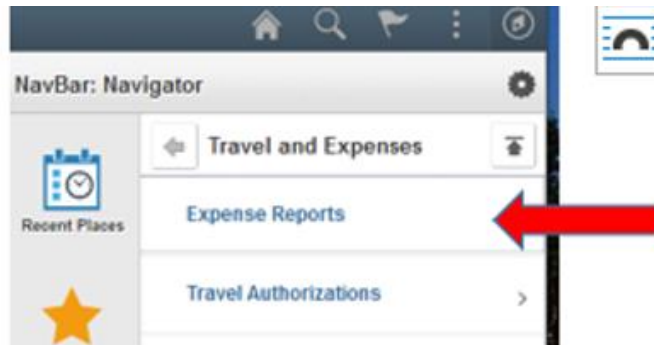 NavBar: Navigator
Travel and Expenses
Recent Places
Expense Reports
Travel Authorizations